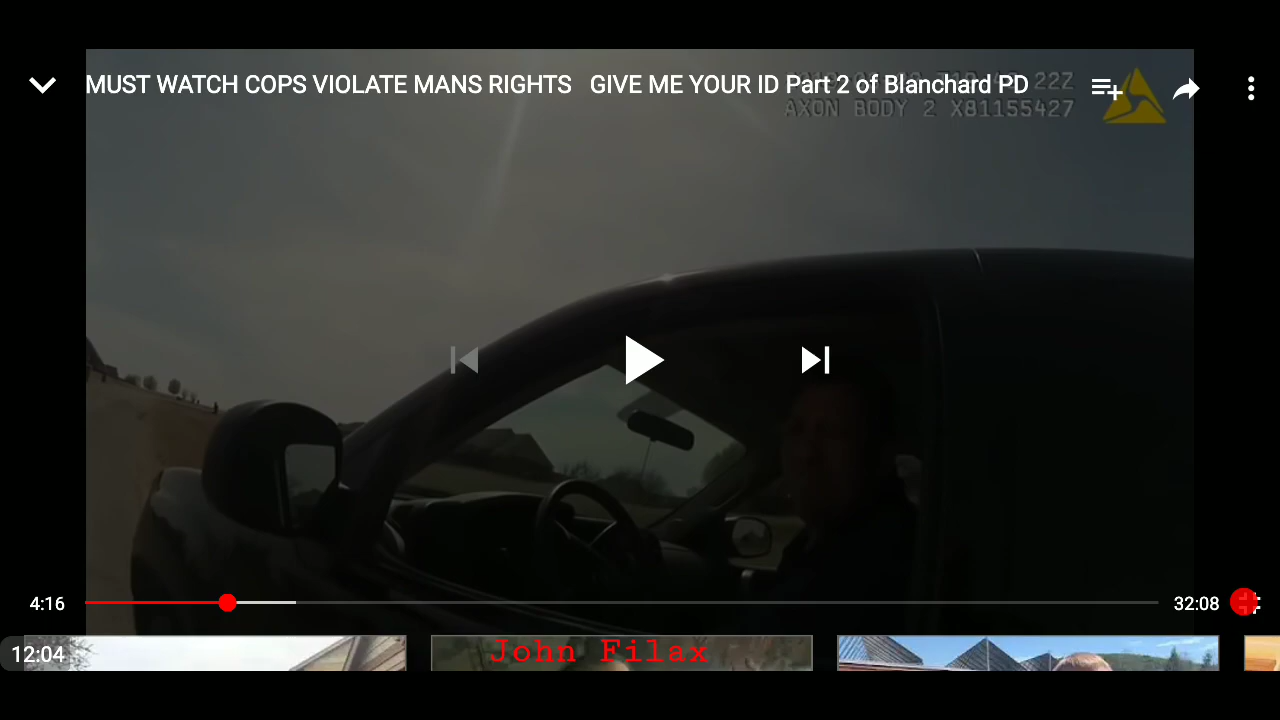 MUST WATCH COPS VIOLATE MANS RIGHTS GIVE ME YOUR ID Part 2 of Blanchard PD
22Z
AXON BODY 2 X81155427
4:16
32:08
12:04
John Filax